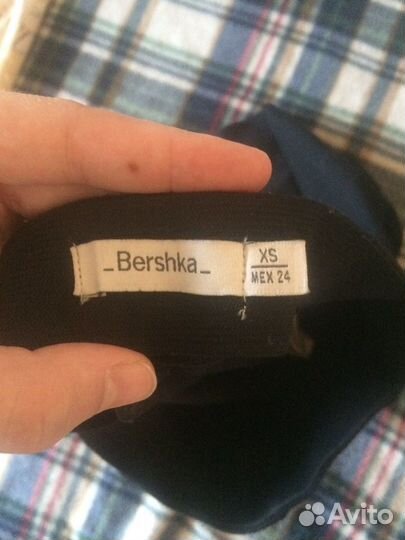 _Bershka_
XS
MEX 24
Avito